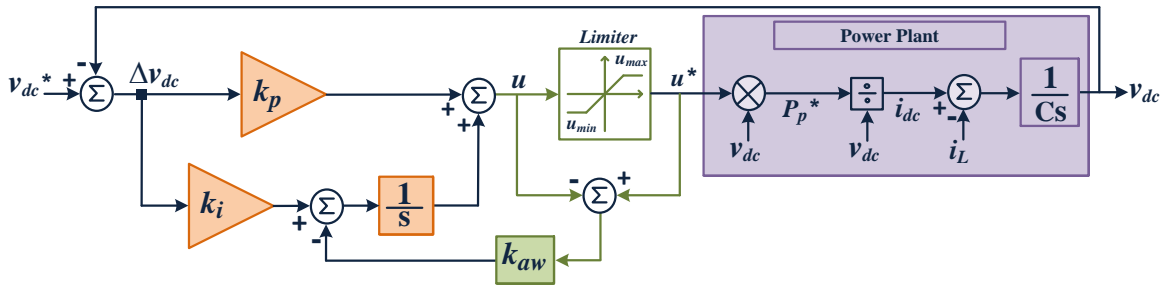 Limiter
Power Plant
v_dc*
+
-
Σ
Δv_dc
k_p
+
+
Σ
u
u_max
u_min
u*
v_dc
P_p*
÷
v_dc
i_dc
+
-
Σ
i_L
1
Cs
v_dc
k_i
+
-
Σ
1
s
-
+
Σ
k_aw